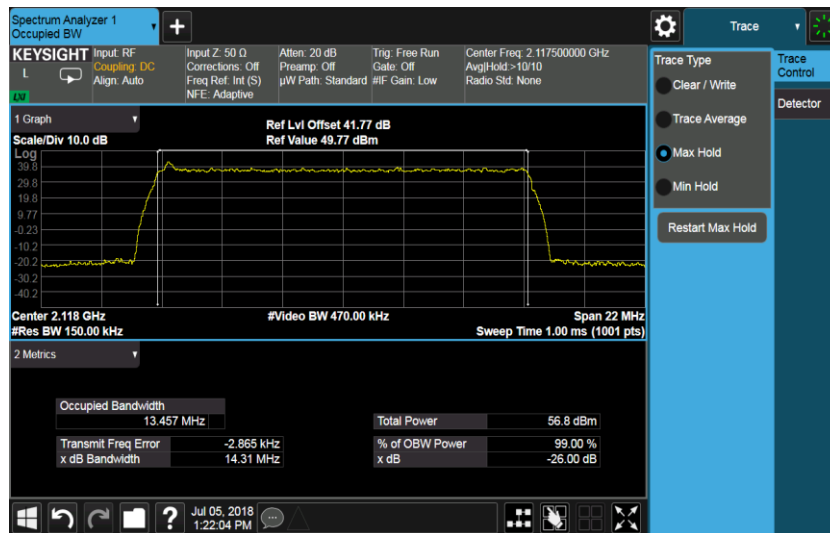 Spectrum Analyzer 1
Occupied BW
+
Trace
KEYSIGHT
L
LXI
Input: RF
Coupling: DC
Align: Auto
Input Z: 50 Ω
Corrections: Off
Freq Ref: Int (S)
NFE: Adaptive
Atten: 20 dB
Preamp: Off
µW Path: Standard
Trig: Free Run
Gate: Off
#IF Gain: Low
Center Freq: 2.117500000 GHz
Avg|Hold:>10/10
Radio Std: None
1 Graph
Scale/Div 10.0 dB
Ref Lvl Offset 41.77 dB
Ref Value 49.77 dBm
Log
39.8
29.8
19.8
9.77
-0.23
-10.2
-20.2
-30.2
-40.2
Center 2.118 GHz
#Video BW 470.00 kHz
Span 22 MHz
#Res BW 150.00 kHz
Sweep Time 1.00 ms (1001 pts)
2 Metrics
Occupied Bandwidth
13.457 MHz
Total Power 56.8 dBm
Transmit Freq Error -2.865 kHz
% of OBW Power 99.00 %
x dB Bandwidth 14.31 MHz
x dB -26.00 dB
?
Jul 05, 2018
1:22:04 PM
Trace Type
Clear / Write
Trace Average
Max Hold
Min Hold
Restart Max Hold
Trace
Control
Detector